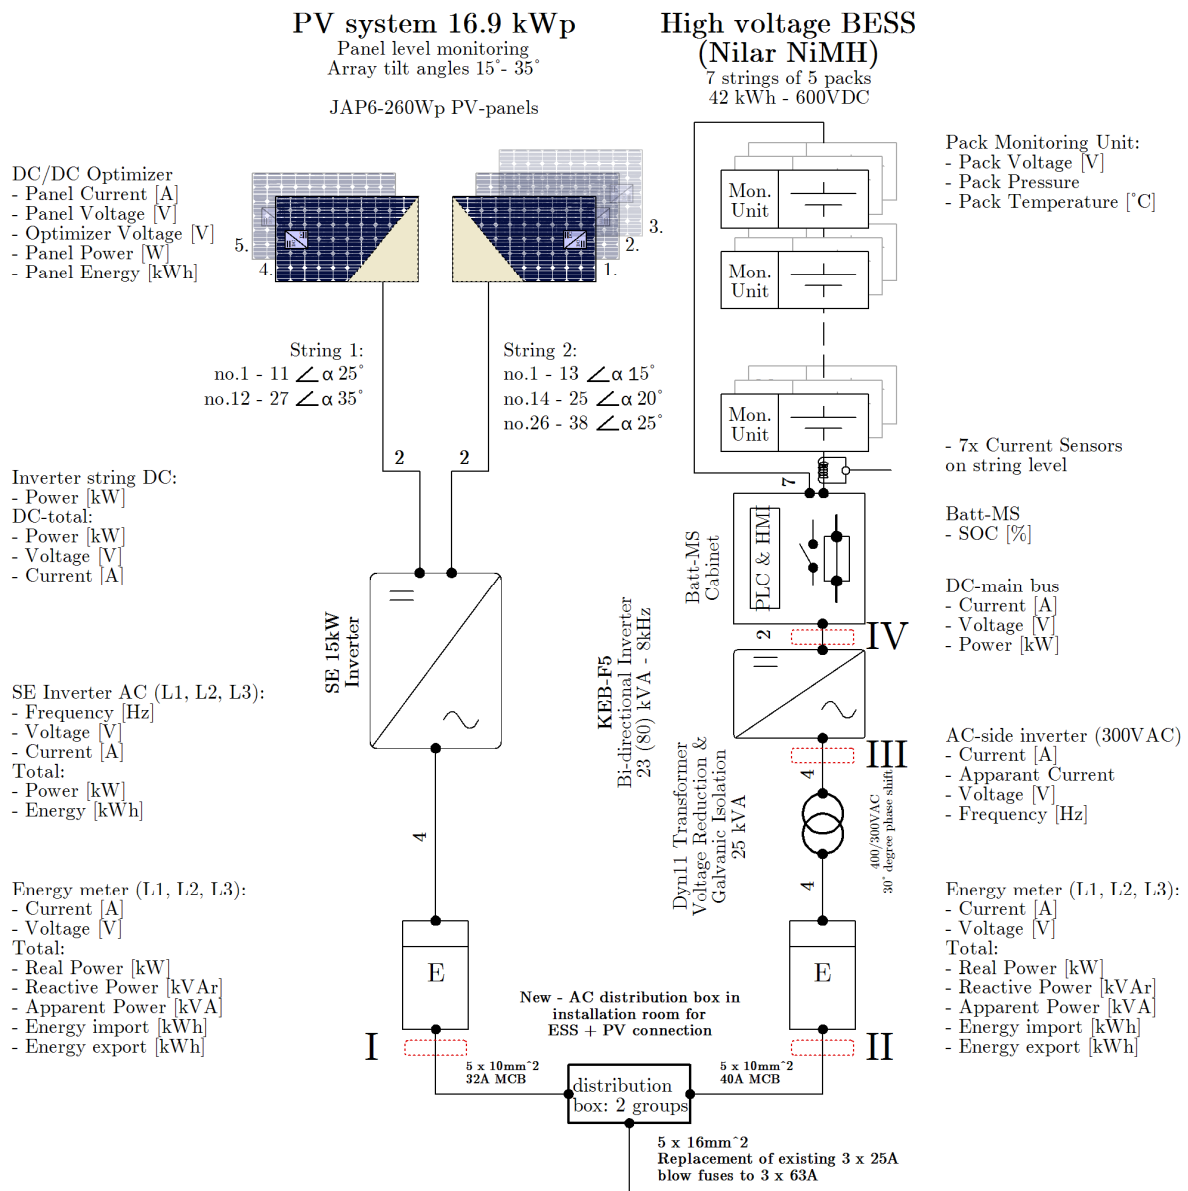 PV system 16.9 kWp
Panel level monitoring
Array tilt angles 15°- 35°
JAP6-260Wp PV-panels
High voltage BESS
(Nilar NiMH)
7 strings of 5 packs
42 kWh - 600VDC
DC/DC Optimizer
- Panel Current [A]
- Panel Voltage [V]
- Optimizer Voltage [V]
- Panel Power [W]
- Panel Energy [kWh]
5.
4.
3.
2.
1.
String 1:
no.1 - 11 ∠ α 25°
no.12 - 27 ∠ α 35°
String 2:
no.1 - 13 ∠ α 15°
no.14 - 25 ∠ α 20°
no.26 - 38 ∠ α 25°
2
2
Mon.
Unit
Mon.
Unit
Mon.
Unit
Pack Monitoring Unit:
- Pack Voltage [V]
- Pack Pressure
- Pack Temperature [°C]
- 7x Current Sensors
on string level
7
Inverter string DC:
- Power [kW]
DC-total:
- Power [kW]
- Voltage [V]
- Current [A]
Batt-MS
Cabinet
PLC & HMI
Batt-MS
- SOC [%]
DC-main bus
- Current [A]
- Voltage [V]
- Power [kW]
2
IV
SE 15kW
Inverter
KEB-F5
Bi-directional Inverter
23 (80) kVA - 8kHz
SE Inverter AC (L1, L2, L3):
- Frequency [Hz]
- Voltage [V]
- Current [A]
Total:
- Power [kW]
- Energy [kWh]
4
III
4
AC-side inverter (300VAC)
- Current [A]
- Apparant Current
- Voltage [V]
- Frequency [Hz]
Dyn11 Transformer
Voltage Reduction &
Galvanic Isolation
25 kVA
400/300VAC
30° degree phase shift
4
Energy meter (L1, L2, L3):
- Current [A]
- Voltage [V]
Total:
- Real Power [kW]
- Reactive Power [kVAr]
- Apparent Power [kVA]
- Energy import [kWh]
- Energy export [kWh]
E
I
E
II
Energy meter (L1, L2, L3):
- Current [A]
- Voltage [V]
Total:
- Real Power [kW]
- Reactive Power [kVAr]
- Apparent Power [kVA]
- Energy import [kWh]
- Energy export [kWh]
New - AC distribution box in
installation room for
ESS + PV connection
5 x 10mm^2
32A MCB
5 x 10mm^2
40A MCB
distribution
box: 2 groups
5 x 16mm^2
Replacement of existing 3 x 25A
blow fuses to 3 x 63A